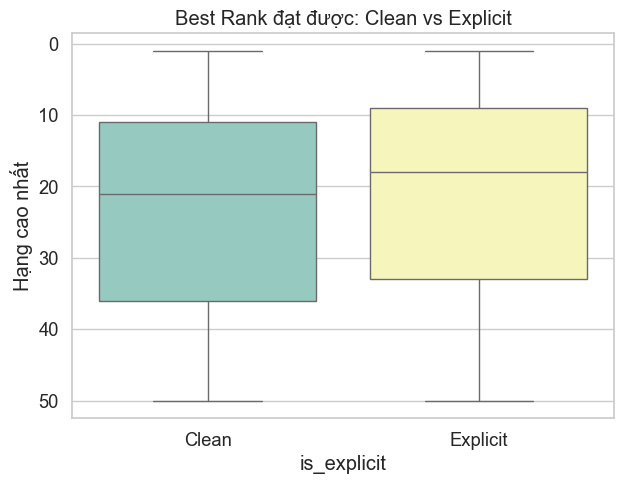 Best Rank đạt được: Clean vs Explicit
0
10
20
30
40
50
Hạng cao nhất
Clean
Explicit
is_explicit